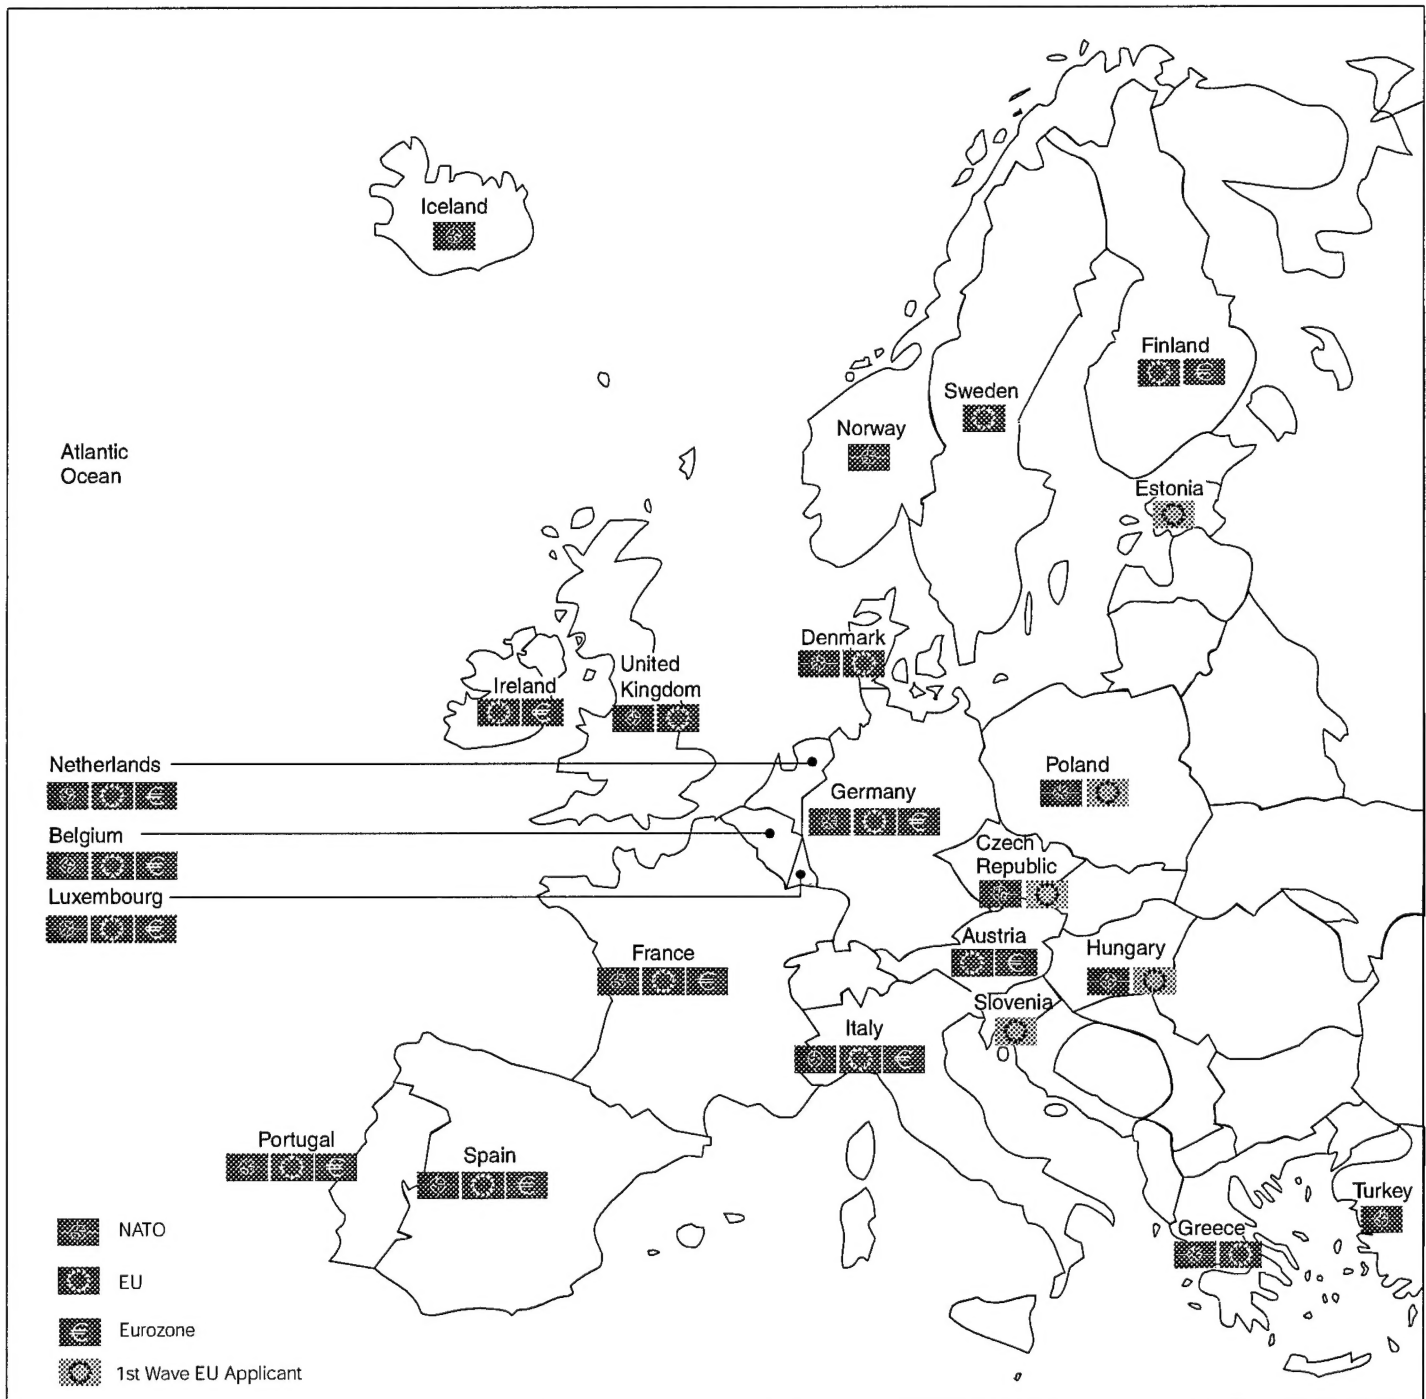 Iceland
Finland
Sweden
Norway
Atlantic
Ocean
Estonia
Denmark
United
Kingdom
Ireland
Netherlands
Poland
Germany
Belgium
Czech
Republic
Luxembourg
Austria
Hungary
France
Slovenia
Italy
Portugal
Spain
Turkey
Greece
NATO
EU
Eurozone
1st Wave EU Applicant